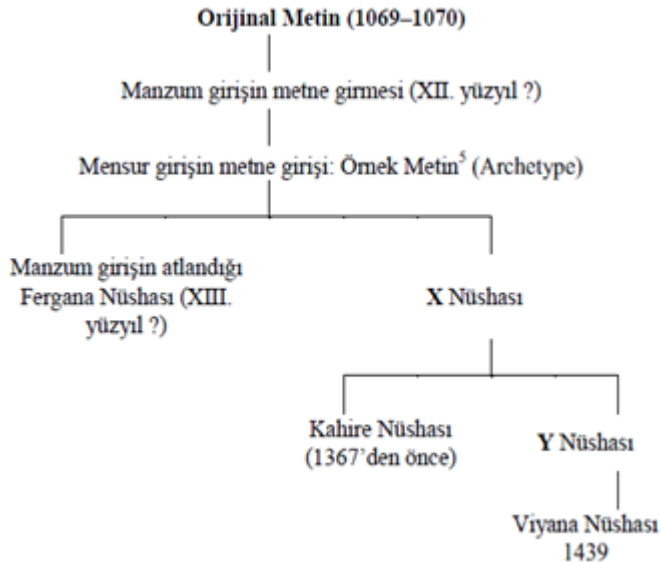 Orijinal Metin (1069–1070)
Manzum girişin metne girmesi (XII. yüzyıl ?)
Mensur girişin metne girişi: Örnek Metin⁵ (Archetype)
Manzum girişin atlandığı
Fergana Nüshası (XIII.
yüzyıl ?)
X Nüshası
Kahire Nüshası
(1367’den önce)
Y Nüshası
Viyana Nüshası
1439